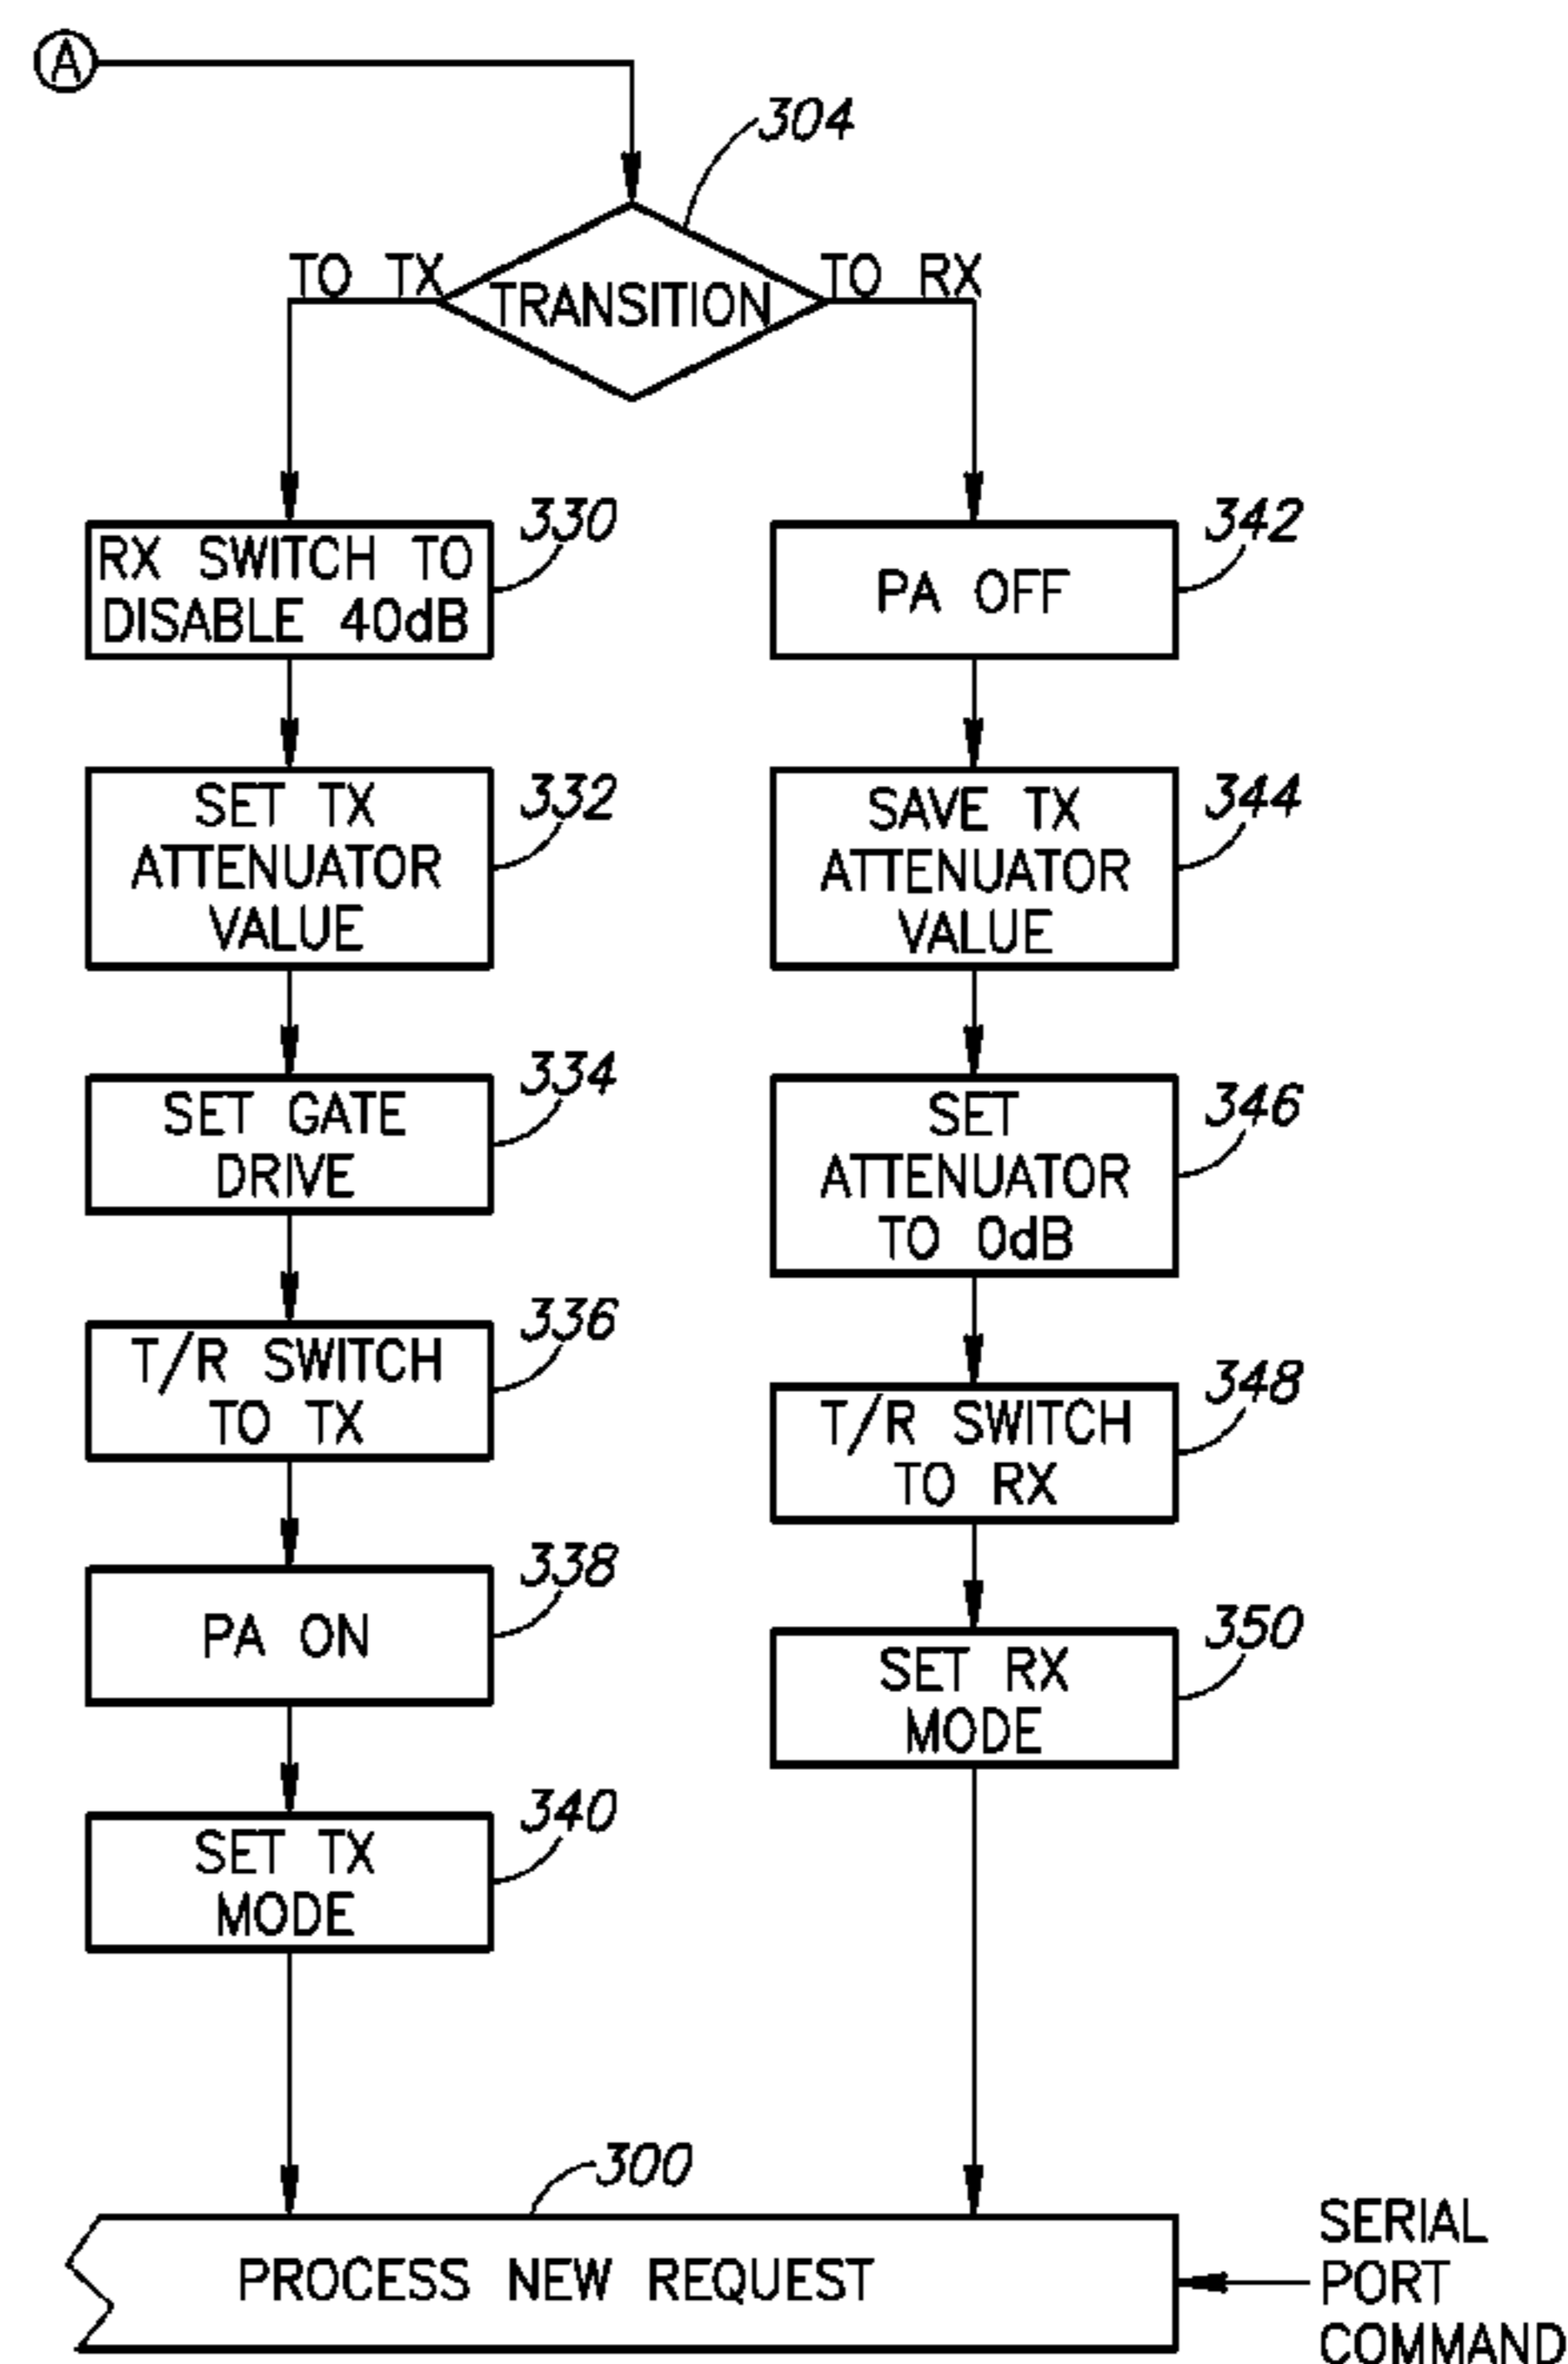 A
304
TO TX
TRANSITION
TO RX
RX SWITCH TO
DISABLE 40dB
330
SET TX
ATTENUATOR
VALUE
332
SET GATE
DRIVE
334
T/R SWITCH
TO TX
336
PA ON
338
SET TX
MODE
340
PA OFF
342
SAVE TX
ATTENUATOR
VALUE
344
SET
ATTENUATOR
TO 0dB
346
T/R SWITCH
TO RX
348
SET RX
MODE
350
300
PROCESS NEW REQUEST
SERIAL
PORT
COMMAND